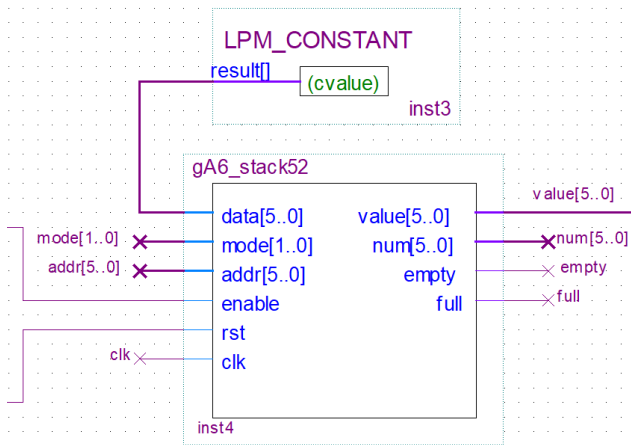 LPM_CONSTANT
result[]
(cvalue)
inst3
gA6_stack52
value[5..0]
data[5..0] value[5..0]
mode[1..0] mode[1..0] num[5..0] num[5..0]
addr[5..0] addr[5..0] empty empty
enable full full
rst
clk clk
inst4